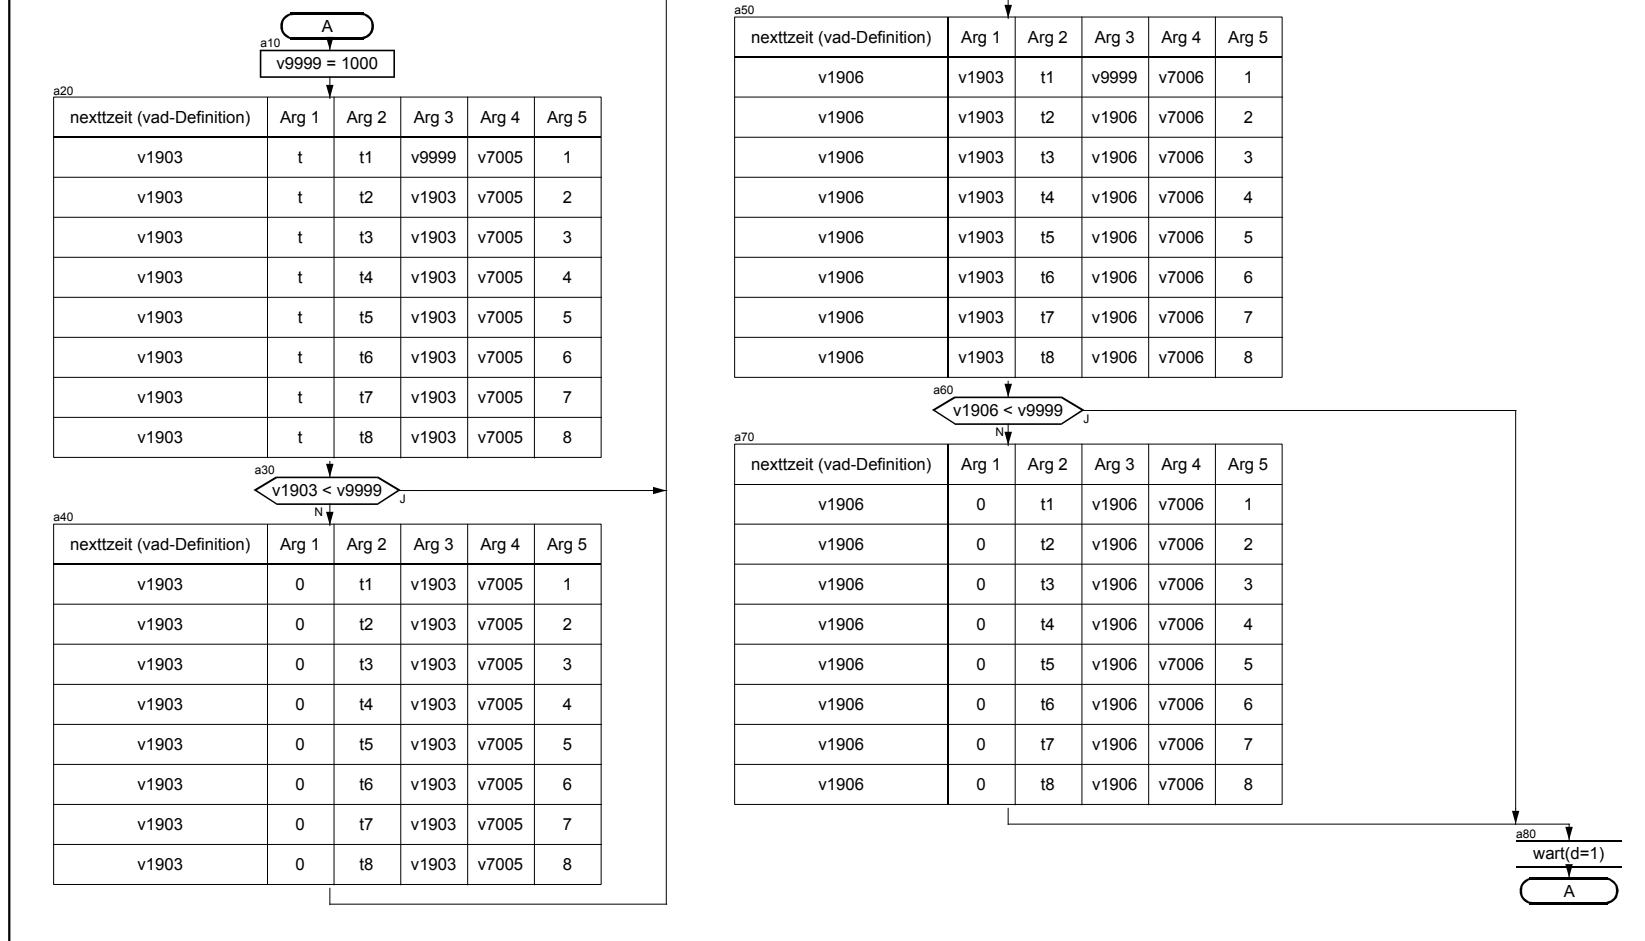 A
a10
v9999 = 1000
a20
nexttzeit (vad-Definition) Arg 1 Arg 2 Arg 3 Arg 4 Arg 5
v1903 t t1 v9999 v7005 1
v1903 t t2 v1903 v7005 2
v1903 t t3 v1903 v7005 3
v1903 t t4 v1903 v7005 4
v1903 t t5 v1903 v7005 5
v1903 t t6 v1903 v7005 6
v1903 t t7 v1903 v7005 7
v1903 t t8 v1903 v7005 8
a30
v1903 < v9999
J
N
a40
nexttzeit (vad-Definition) Arg 1 Arg 2 Arg 3 Arg 4 Arg 5
v1903 0 t1 v1903 v7005 1
v1903 0 t2 v1903 v7005 2
v1903 0 t3 v1903 v7005 3
v1903 0 t4 v1903 v7005 4
v1903 0 t5 v1903 v7005 5
v1903 0 t6 v1903 v7005 6
v1903 0 t7 v1903 v7005 7
v1903 0 t8 v1903 v7005 8
a50
nexttzeit (vad-Definition) Arg 1 Arg 2 Arg 3 Arg 4 Arg 5
v1906 v1903 t1 v9999 v7006 1
v1906 v1903 t2 v1906 v7006 2
v1906 v1903 t3 v1906 v7006 3
v1906 v1903 t4 v1906 v7006 4
v1906 v1903 t5 v1906 v7006 5
v1906 v1903 t6 v1906 v7006 6
v1906 v1903 t7 v1906 v7006 7
v1906 v1903 t8 v1906 v7006 8
a60
v1906 < v9999
J
N
a70
nexttzeit (vad-Definition) Arg 1 Arg 2 Arg 3 Arg 4 Arg 5
v1906 0 t1 v1906 v7006 1
v1906 0 t2 v1906 v7006 2
v1906 0 t3 v1906 v7006 3
v1906 0 t4 v1906 v7006 4
v1906 0 t5 v1906 v7006 5
v1906 0 t6 v1906 v7006 6
v1906 0 t7 v1906 v7006 7
v1906 0 t8 v1906 v7006 8
a80
wart(d=1)
A